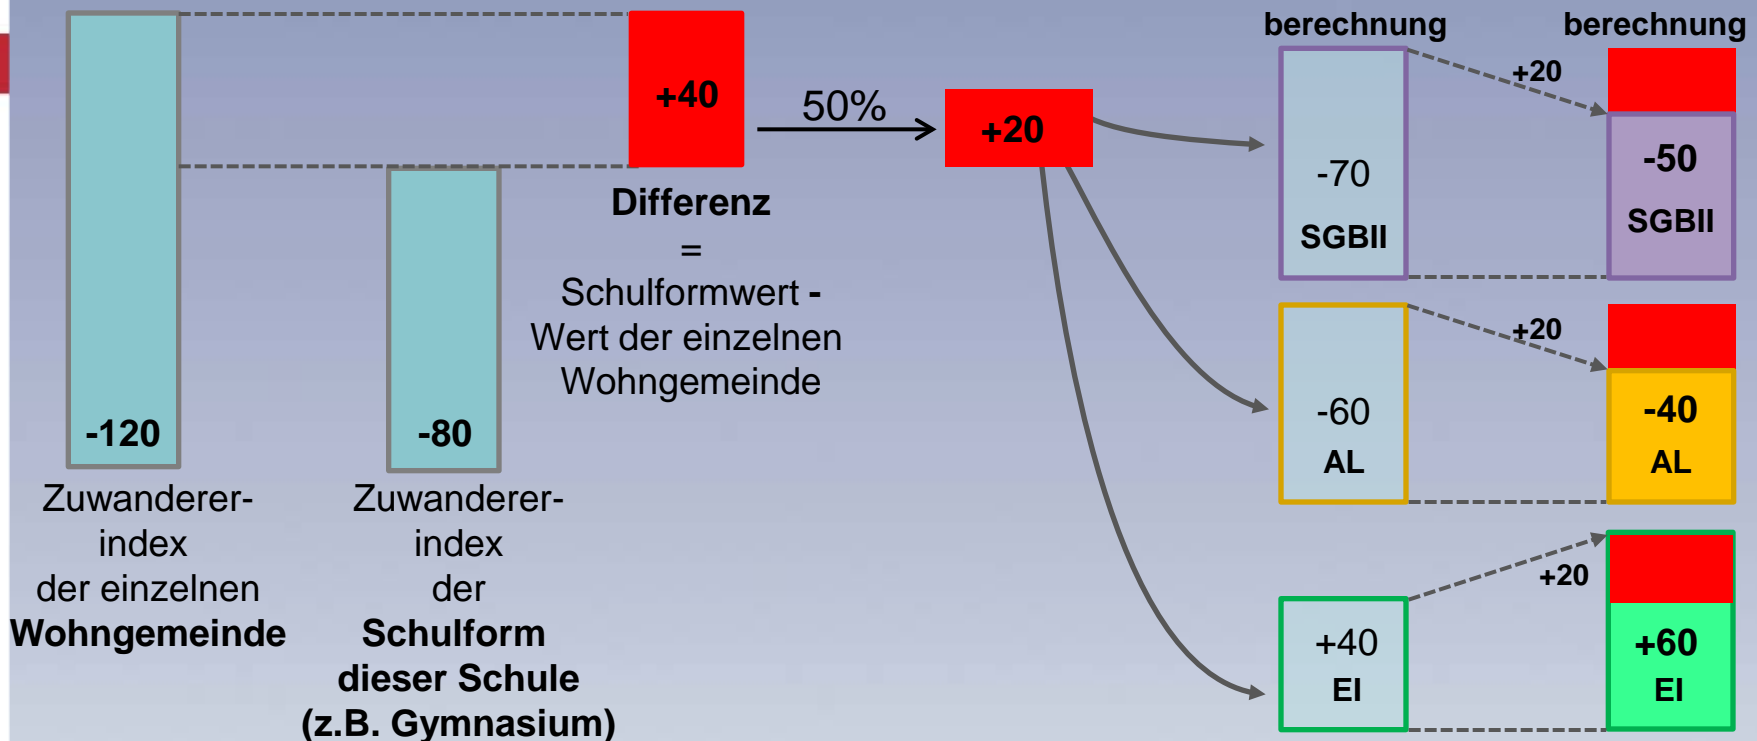 -120
Zuwanderer-
index
der einzelnen
Wohngemeinde
-80
Zuwanderer-
index
der
Schulform
dieser Schule
(z.B. Gymnasium)
+40
Differenz
=
Schulformwert -
Wert der einzelnen
Wohngemeinde
50%
+20
berechnung
-70
SGBII
+20
berechnung
-50
SGBII
-60
AL
+20
-40
AL
+40
EI
+20
+60
EI